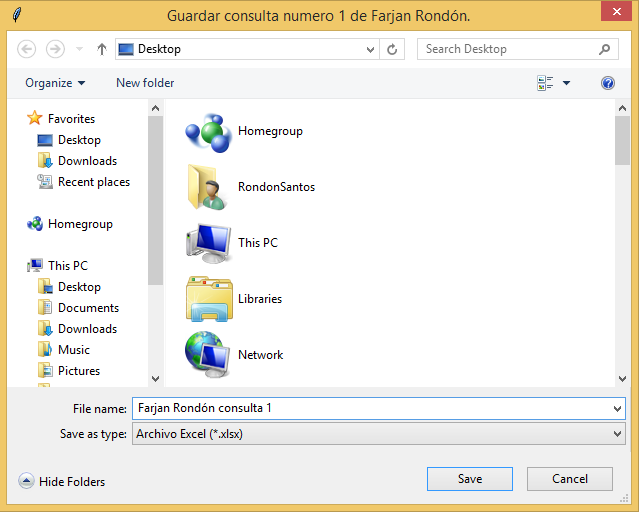 Guardar consulta numero 1 de Farjan Rondón.
Desktop
Search Desktop
Organize
New folder
Favorites
Desktop
Downloads
Recent places
Homegroup
This PC
Desktop
Documents
Downloads
Music
Pictures
Homegroup
RondonSantos
This PC
Libraries
Network
File name: Farjan Rondón consulta 1
Save as type: Archivo Excel (*.xlsx)
Hide Folders
Save
Cancel